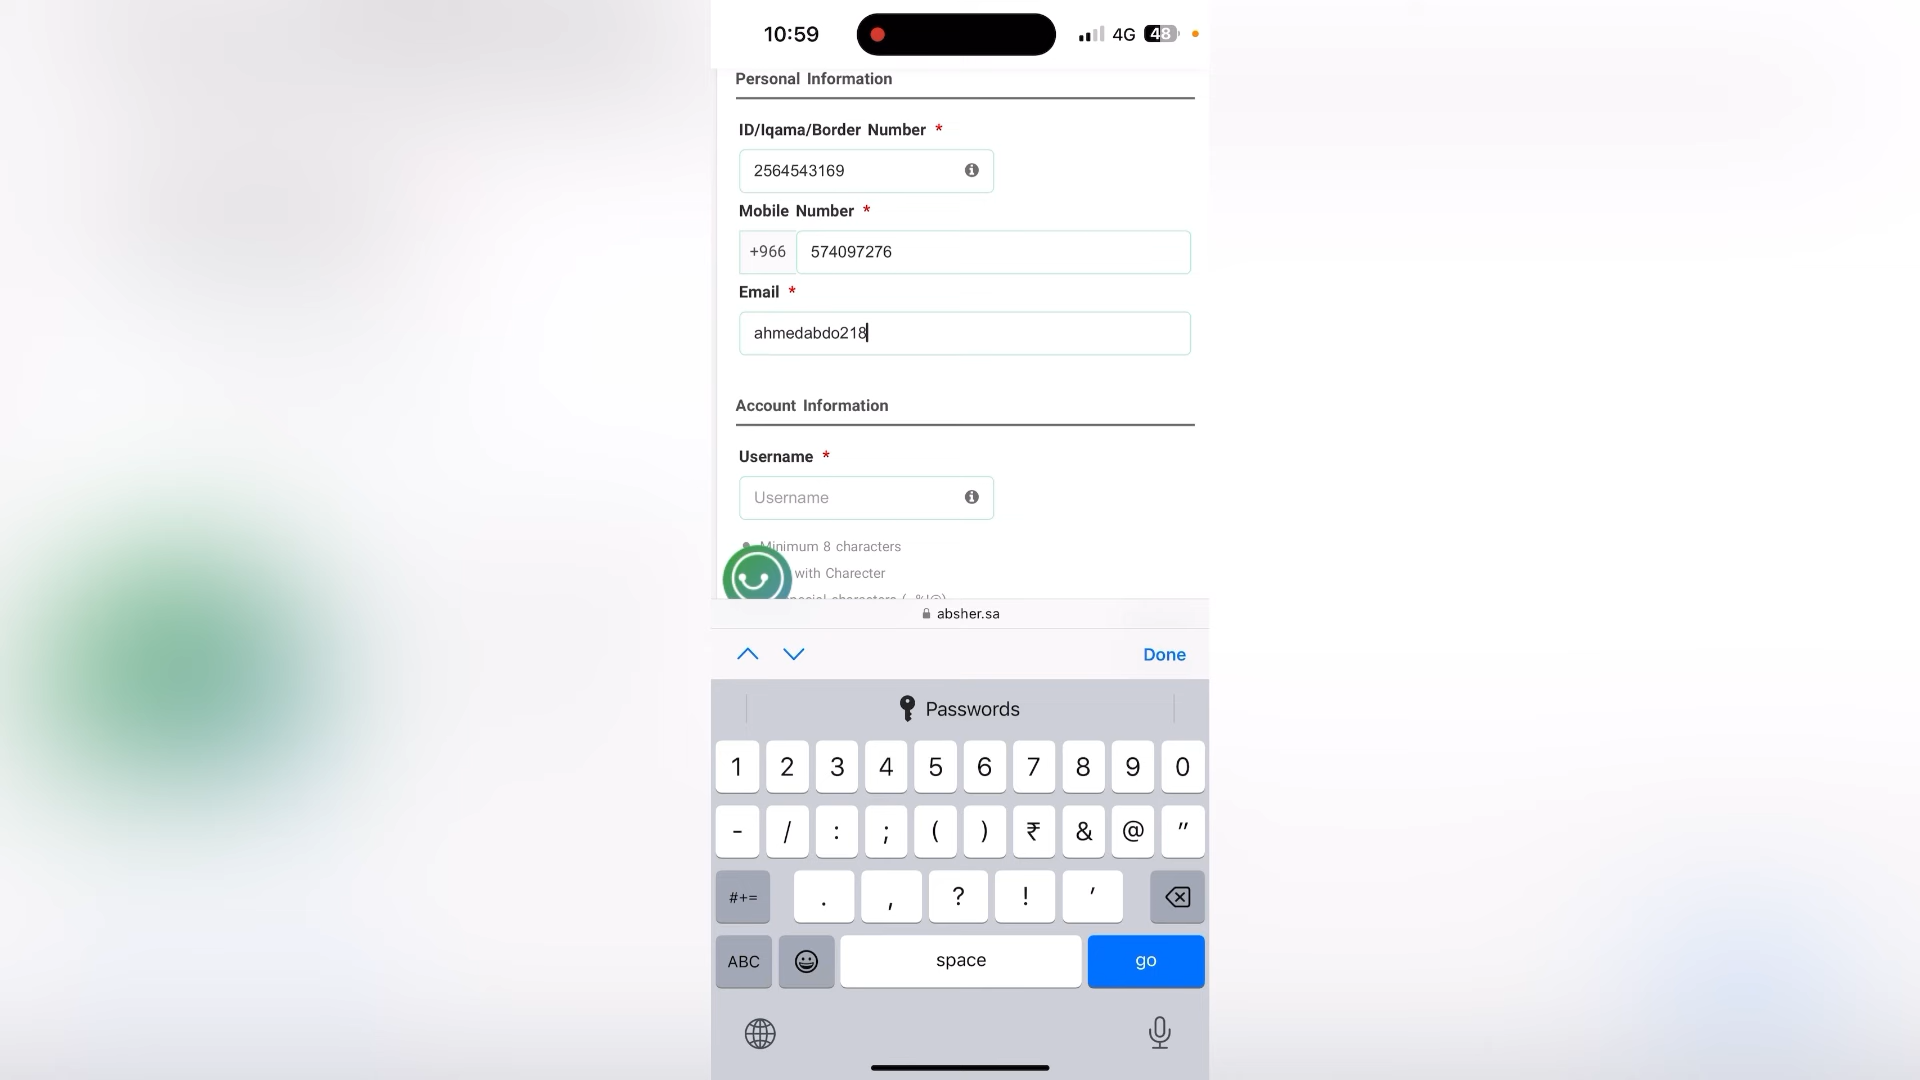 10:59 4G 48
Personal Information
ID/Iqama/Border Number *
2564543169
Mobile Number *
+966 574097276
Email *
ahmedabdo218
Account Information
Username *
Username
Minimum 8 characters
with Charecter
absher.sa
Done
Passwords
1 2 3 4 5 6 7 8 9 0
- / : ; ( ) ₹ & @ "
#+= . , ? ! '
ABC space go